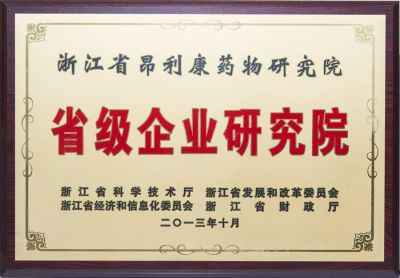 浙江省昂利康药物研究院
省级企业研究院
浙江省科学技术厅 浙江省发展和改革委员会
浙江省经济和信息化委员会 浙江省财政厅
二〇一三年十月